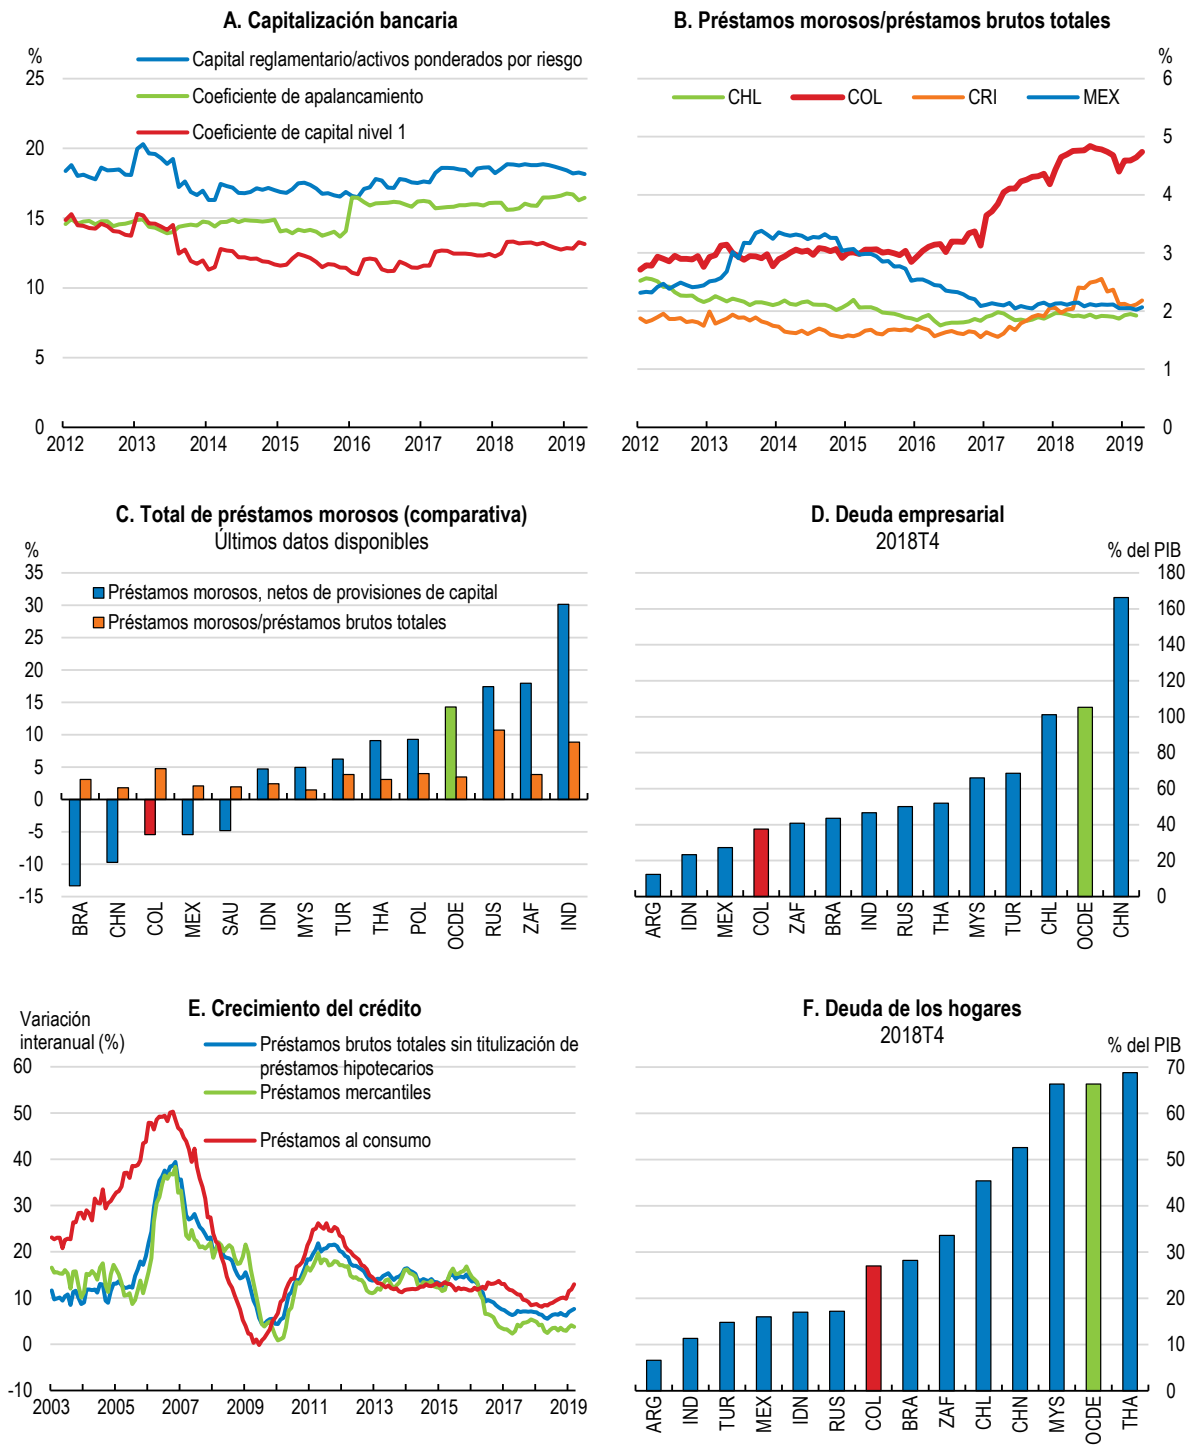 A. Capitalización bancaria
%
Capital reglamentario/activos ponderados por riesgo
Coeficiente de apalancamiento
Coeficiente de capital nivel 1
25
20
15
10
5
0
2012 2013 2014 2015 2016 2017 2018 2019
B. Préstamos morosos/préstamos brutos totales
%
CHL COL CRI MEX
6
5
4
3
2
1
0
2012 2013 2014 2015 2016 2017 2018 2019
C. Total de préstamos morosos (comparativa)
Últimos datos disponibles
%
Préstamos morosos, netos de provisiones de capital
Préstamos morosos/préstamos brutos totales
35
30
25
20
15
10
5
0
-5
-10
-15
BRA CHN COL MEX SAU IDN MYS TUR THA POL OCDE RUS ZAF IND
D. Deuda empresarial
2018T4
% del PIB
180
160
140
120
100
80
60
40
20
0
ARG IDN MEX COL ZAF BRA IND RUS THA MYS TUR CHL OCDE CHN
E. Crecimiento del crédito
Variación
interanual (%)
Préstamos brutos totales sin titulización de
préstamos hipotecarios
Préstamos mercantiles
Préstamos al consumo
60
50
40
30
20
10
0
-10
2003 2005 2007 2009 2011 2013 2015 2017 2019
F. Deuda de los hogares
2018T4
% del PIB
70
60
50
40
30
20
10
0
ARG IND TUR MEX IDN RUS COL BRA ZAF CHL CHN MYS OCDE THA